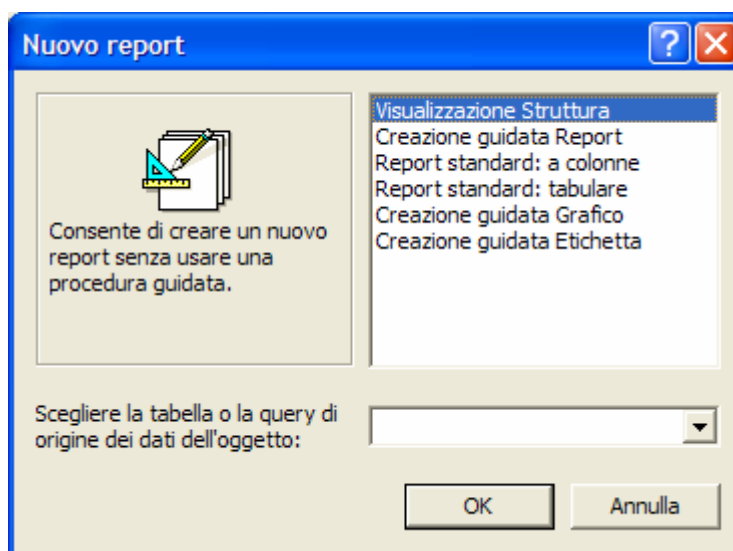 Nuovo report
?
Visualizzazione Struttura
Creazione guidata Report
Report standard: a colonne
Report standard: tabulare
Creazione guidata Grafico
Creazione guidata Etichetta
Consente di creare un nuovo
report senza usare una
procedura guidata.
Scegliere la tabella o la query di
origine dei dati dell'oggetto:
OK
Annulla